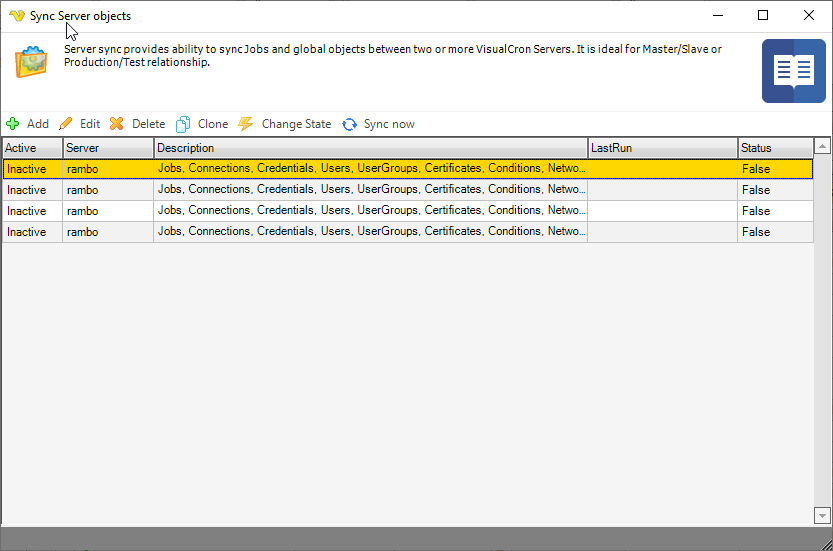 Sync Server objects
Server sync provides ability to sync Jobs and global objects between two or more VisualCron Servers. It is ideal for Master/Slave or
Production/Test relationship.
Add Edit Delete Clone Change State Sync now
Active Server Description LastRun Status
Inactive rambo Jobs, Connections, Credentials, Users, UserGroups, Certificates, Conditions, Netwo... False
Inactive rambo Jobs, Connections, Credentials, Users, UserGroups, Certificates, Conditions, Netwo... False
Inactive rambo Jobs, Connections, Credentials, Users, UserGroups, Certificates, Conditions, Netwo... False
Inactive rambo Jobs, Connections, Credentials, Users, UserGroups, Certificates, Conditions, Netwo... False